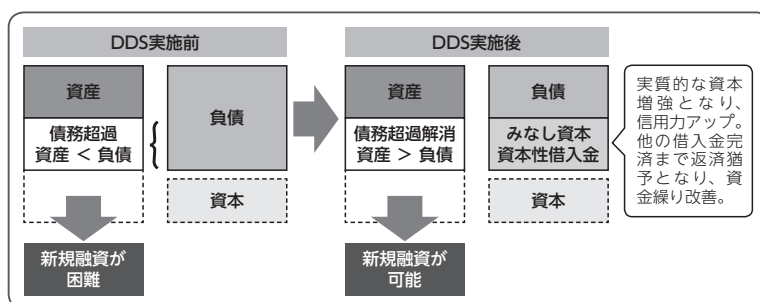 DDS実施前
資産
債務超過
資産 < 負債
負債
資本
新規融資が
困難
DDS実施後
資産
債務超過解消
資産 > 負債
負債
みなし資本
資本性借入金
資本
新規融資が
可能
実質的な資本
増強となり、
信用力アップ。
他の借入金完
済まで返済猶
予となり、資
金繰り改善。